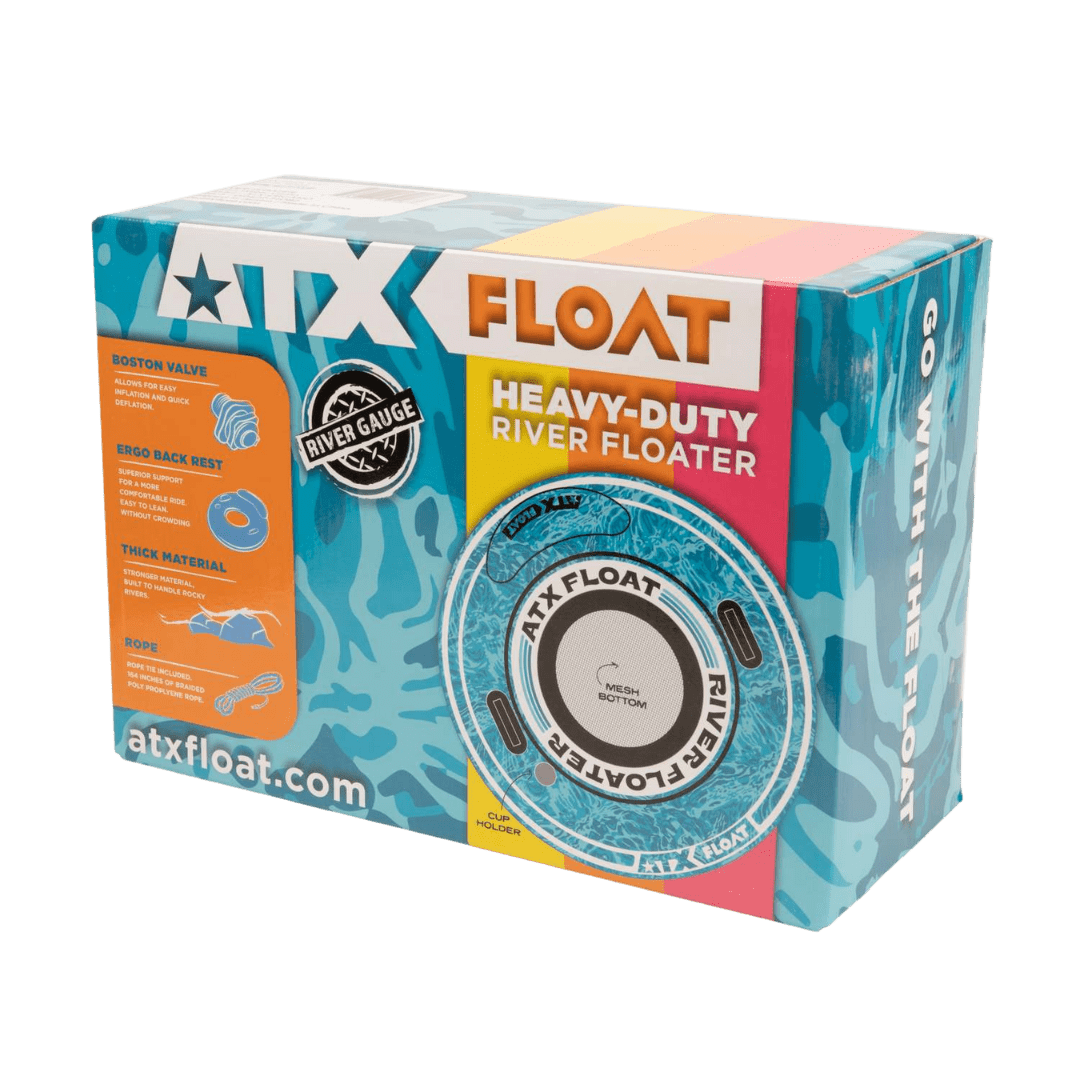 ATX FLOAT
HEAVY-DUTY
RIVER FLOATER
RIVER GAUGE
BOSTON VALVE
ALLOWS FOR EASY
INFLATION AND QUICK
DEFLATION.
ERGO BACK REST
SUPERIOR SUPPORT
FOR A MORE
COMFORTABLE RIDE.
EASY TO LEAN.
WITHOUT CROWDING
THICK MATERIAL
STRONGER MATERIAL,
BUILT TO HANDLE ROCKY
RIVERS.
ROPE
ROPE TIE INCLUDED.
164 INCHES OF BRAIDED
POLY PROPLYENE ROPE.
atxfloat.com
ATX FLOAT
ATX FLOAT
RIVER FLOATER
MESH
BOTTOM
CUP
HOLDER
ATX FLOAT
GO WITH THE FLOAT